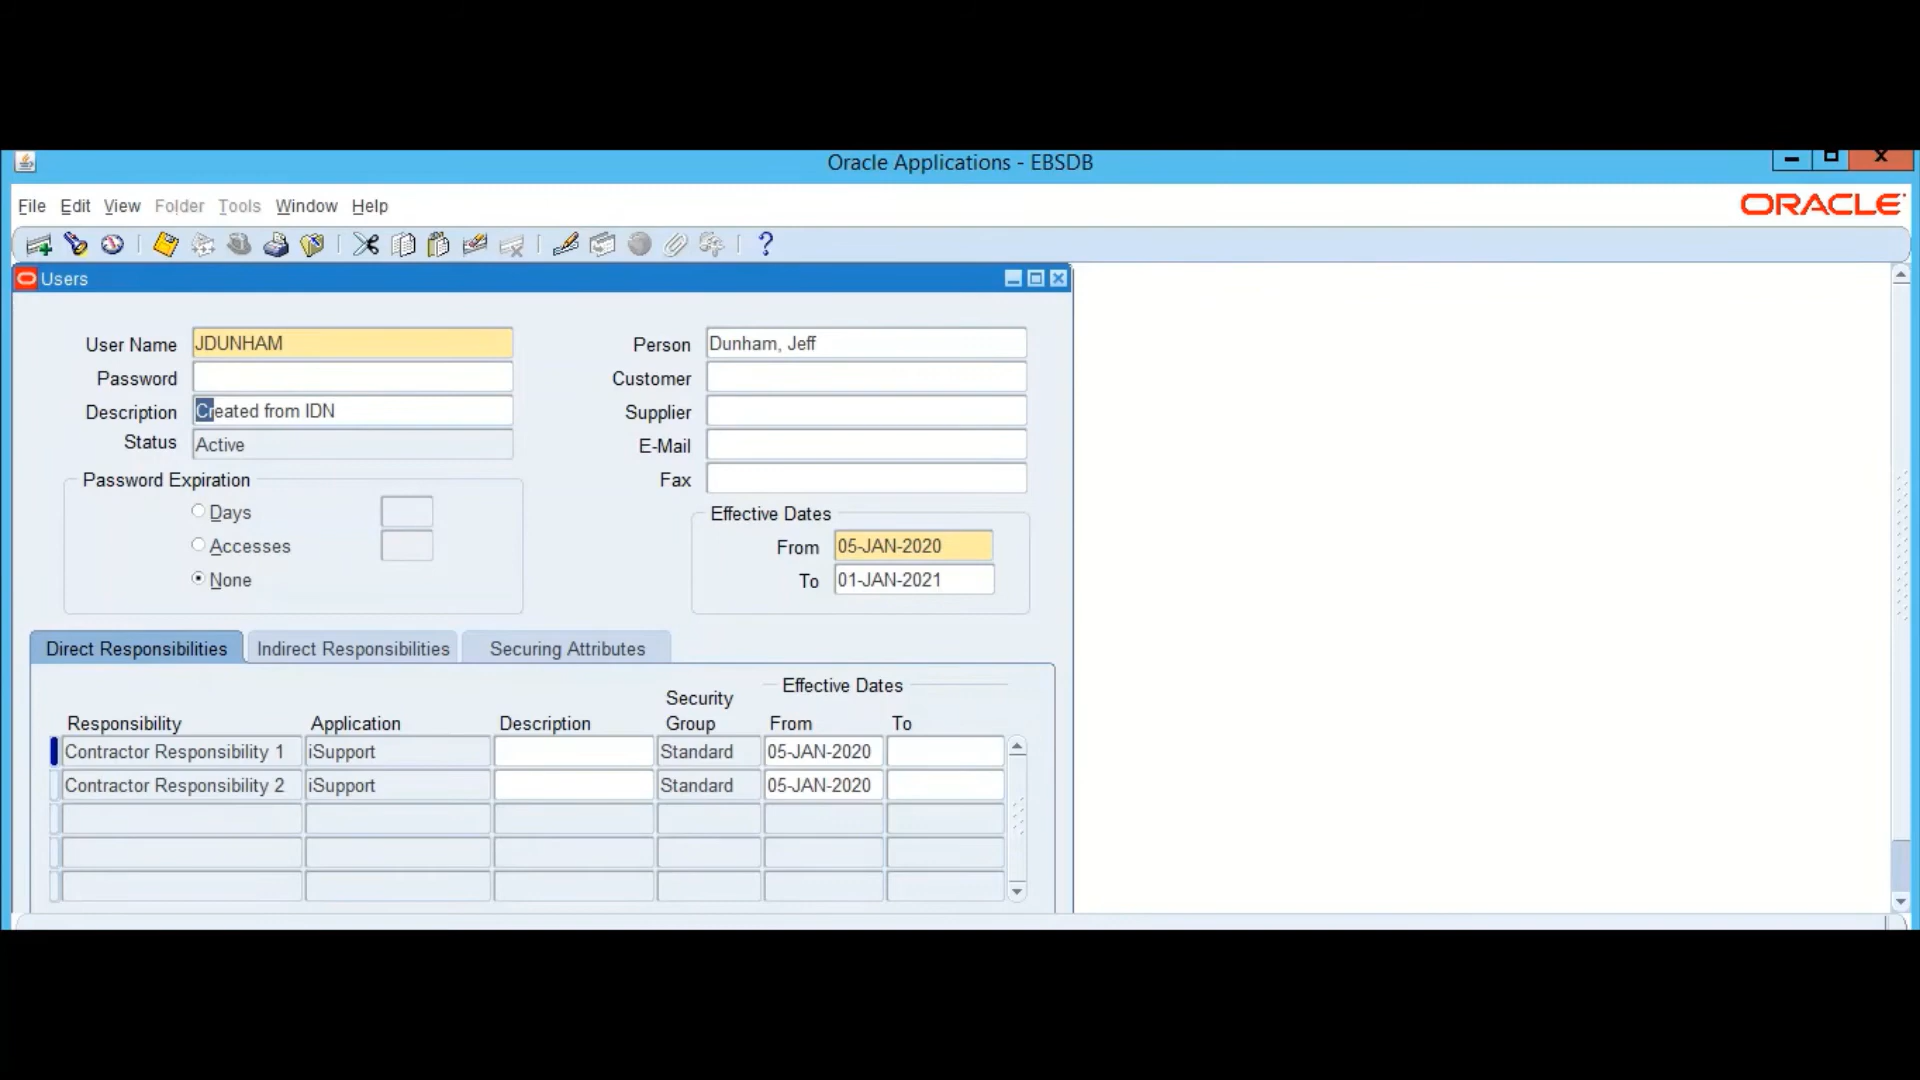 Oracle Applications - EBSDB
File Edit View Folder Tools Window Help
ORACLE
?
Users
User Name JDUNHAM
Person Dunham, Jeff
Password
Customer
Description Created from IDN
Supplier
Status Active
E-Mail
Fax
Password Expiration
Days
Accesses
None
Effective Dates
From 05-JAN-2020
To 01-JAN-2021
Direct Responsibilities Indirect Responsibilities Securing Attributes
Effective Dates
Responsibility Application Description Security Group From To
Contractor Responsibility 1 iSupport Standard 05-JAN-2020
Contractor Responsibility 2 iSupport Standard 05-JAN-2020